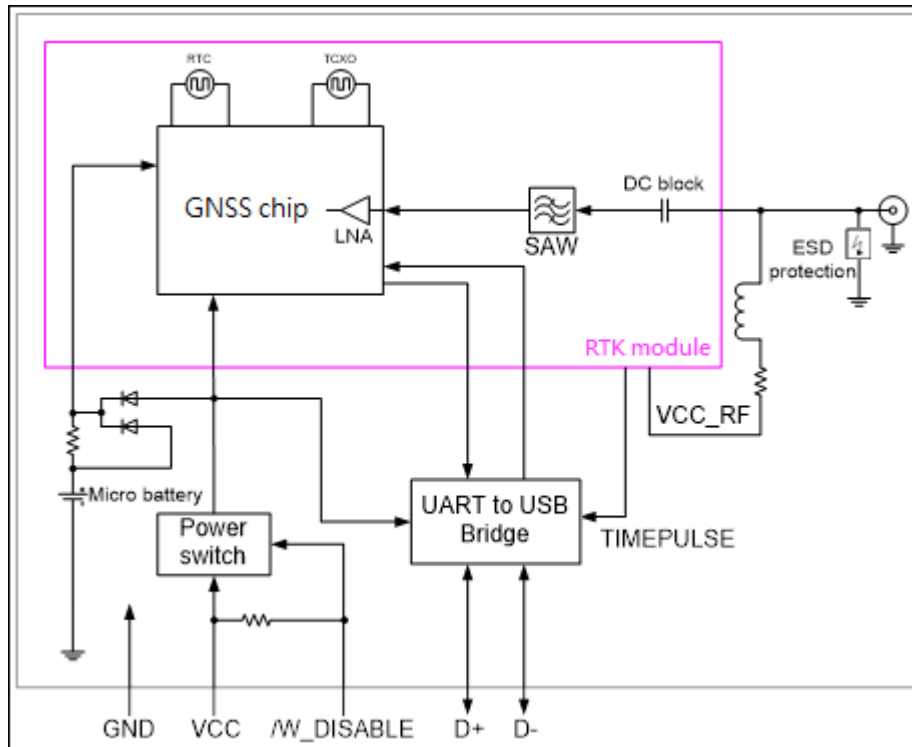 RTC
TCXO
GNSS chip
LNA
SAW
DC block
ESD
protection
RTK module
VCC_RF
Micro battery
Power
switch
UART to USB
Bridge
TIMEPULSE
GND
VCC
/W_DISABLE
D+
D-